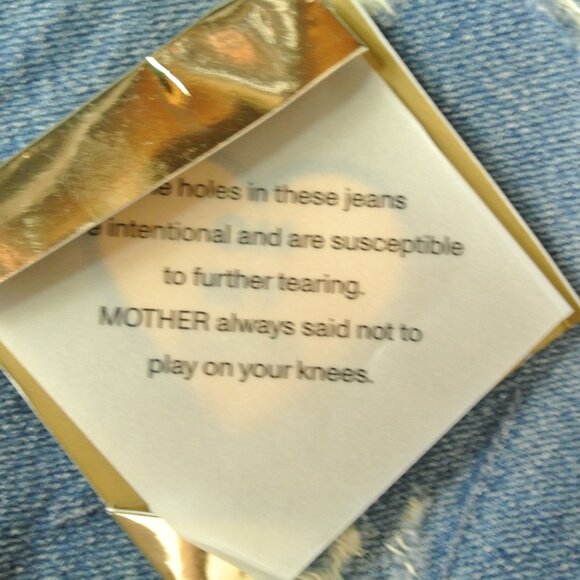 holes in these jeans
intentional and are susceptible
to further tearing.
MOTHER always said not to
play on your knees.